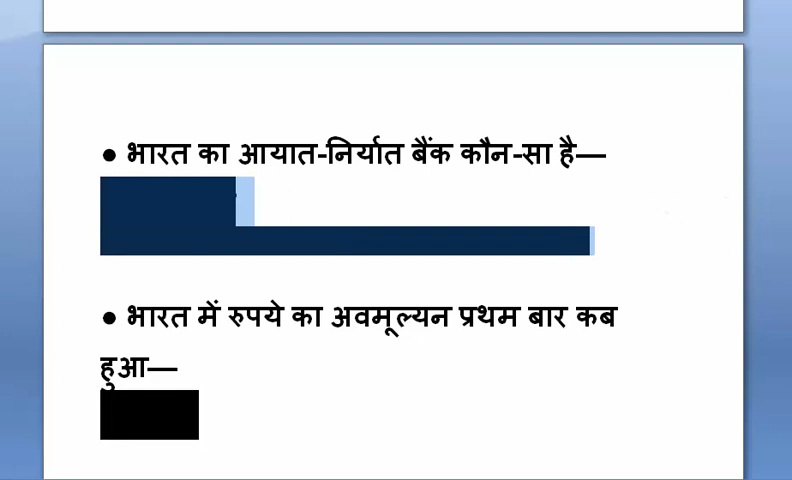 ● भारत का आयात-निर्यात बैंक कौन-सा है—
● भारत में रुपये का अवमूल्यन प्रथम बार कब
हुआ—